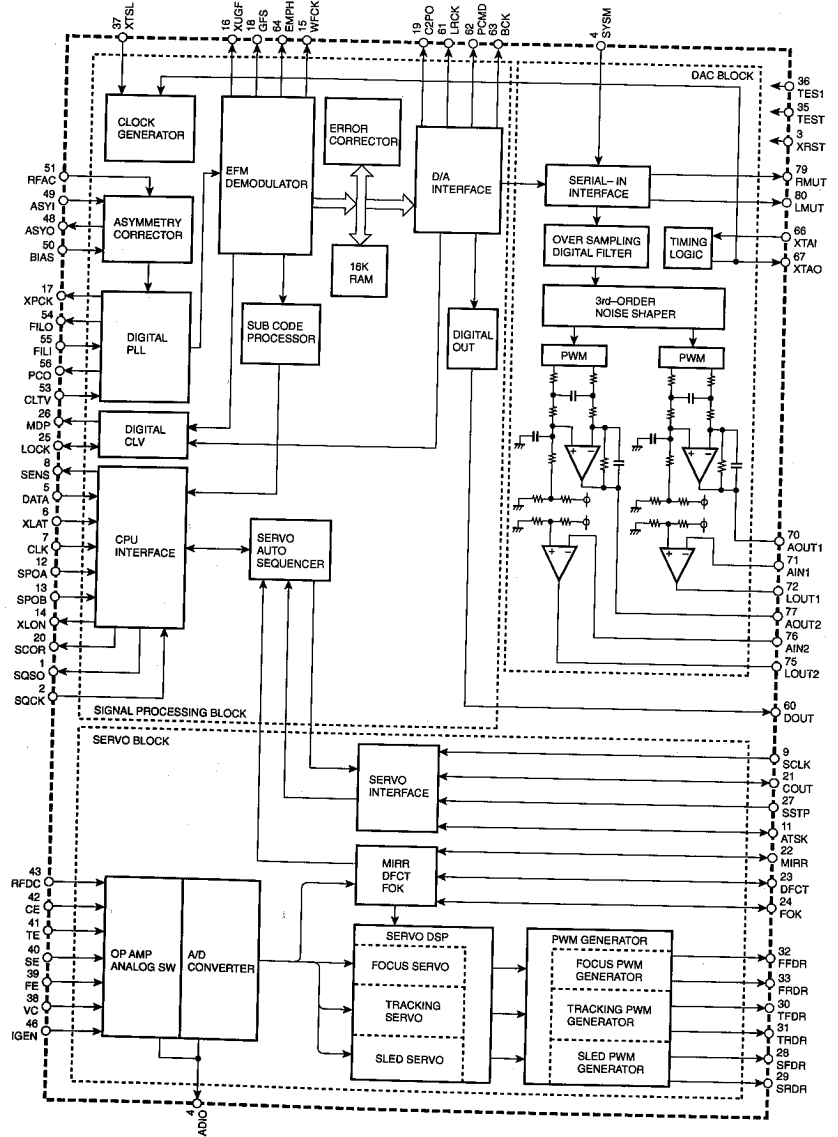 37
XTSL
16
XUGF
18
GFS
64
EMPH
15
WFCK
19
C2PO
61
LRCK
62
PCMD
63
BCK
4
SYSM
DAC BLOCK
36
TES1
35
TEST
3
XRST
79
RMUT
80
LMUT
66
XTAI
67
XTAO
CLOCK
GENERATOR
EFM
DEMODULATOR
ERROR
CORRECTOR
D/A
INTERFACE
SERIAL–IN
INTERFACE
OVER SAMPLING
DIGITAL FILTER
TIMING
LOGIC
3rd–ORDER
NOISE SHAPER
PWM
PWM
51
RFAC
49
ASYI
48
ASYO
50
BIAS
ASYMMETRY
CORRECTOR
16K
RAM
17
XPCK
54
FILO
55
FILI
56
PCO
53
CLTV
DIGITAL
PLL
SUB CODE
PROCESSOR
DIGITAL
OUT
26
MDP
25
LOCK
DIGITAL
CLV
8
SENS
5
DATA
6
XLAT
7
CLK
12
SPOA
13
SPOB
14
XLON
20
SCOR
1
SQSO
2
SQCK
CPU
INTERFACE
SERVO
AUTO
SEQUENCER
+ −
+ −
+ −
+ −
70
AOUT1
71
AIN1
72
LOUT1
77
AOUT2
76
AIN2
75
LOUT2
60
DOUT
SIGNAL PROCESSING BLOCK
SERVO BLOCK
SERVO
INTERFACE
9
SCLK
21
COUT
27
SSTP
11
ATSK
22
MIRR
23
DFCT
24
FOK
MIRR
DFCT
FOK
43
RFDC
42
CE
41
TE
40
SE
39
FE
38
VC
46
IGEN
OP AMP
ANALOG SW
A/D
CONVERTER
SERVO DSP
FOCUS SERVO
TRACKING
SERVO
SLED SERVO
PWM GENERATOR
FOCUS PWM
GENERATOR
TRACKING PWM
GENERATOR
SLED PWM
GENERATOR
32
FFDR
33
FRDR
30
TFDR
31
TRDR
28
SFDR
29
SRDR
4
ADIO